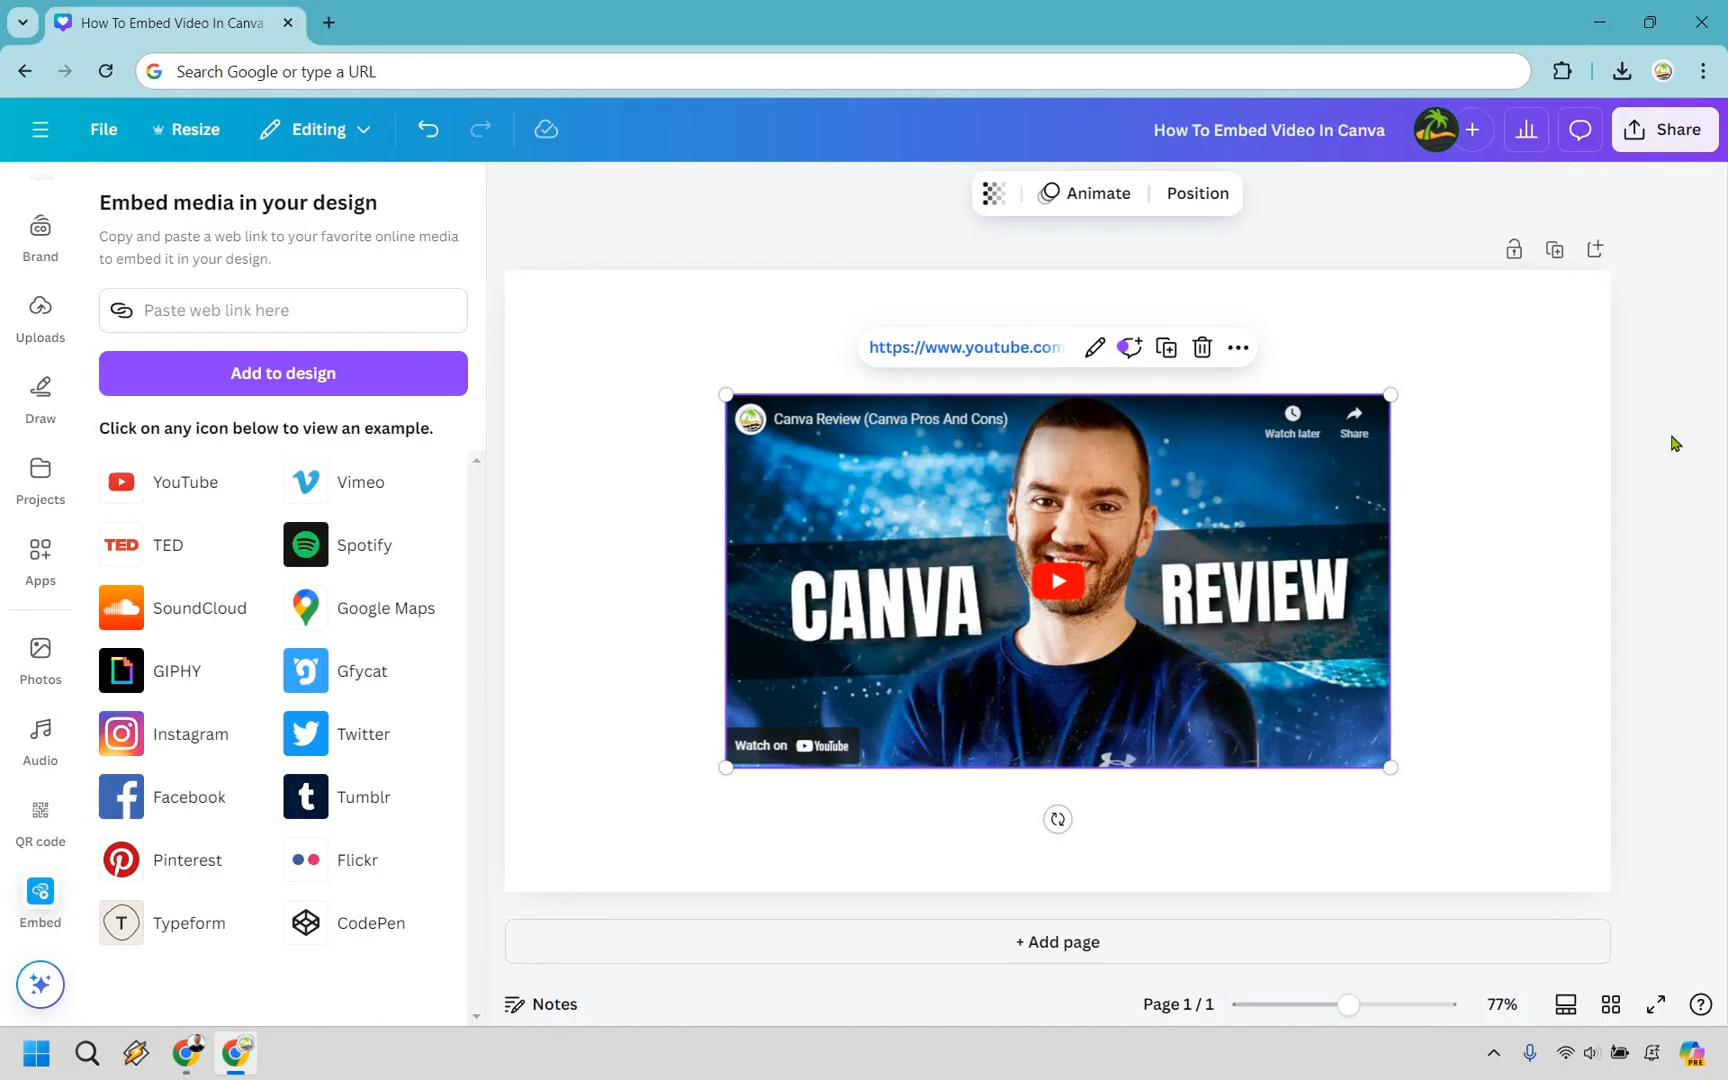 How To Embed Video In Canva
Search Google or type a URL
File
Resize
Editing
How To Embed Video In Canva
Share
Brand
Uploads
Draw
Projects
Apps
Photos
Audio
QR code
Embed
Embed media in your design
Copy and paste a web link to your favorite online media
to embed it in your design.
Paste web link here
Add to design
Click on any icon below to view an example.
YouTube
Vimeo
TED TED
Spotify
SoundCloud
Google Maps
GIPHY
Gfycat
Instagram
Twitter
Facebook
Tumblr
Pinterest
Flickr
T Typeform
CodePen
Animate
Position
https://www.youtube.com
Canva Review (Canva Pros And Cons)
Watch later
Share
CANVA REVIEW
Watch on YouTube
+ Add page
Notes
Page 1 / 1
77%
PRE